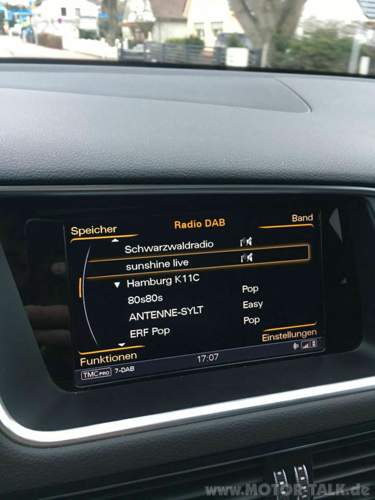 Speicher Radio DAB Band
Schwarzwaldradio
sunshine live
Hamburg K11C
80s80s Pop
ANTENNE-SYLT Easy
ERF Pop Pop
Funktionen Einstellungen
TMC PRO 7-DAB 17:07
www.MOTOR-TALK.de